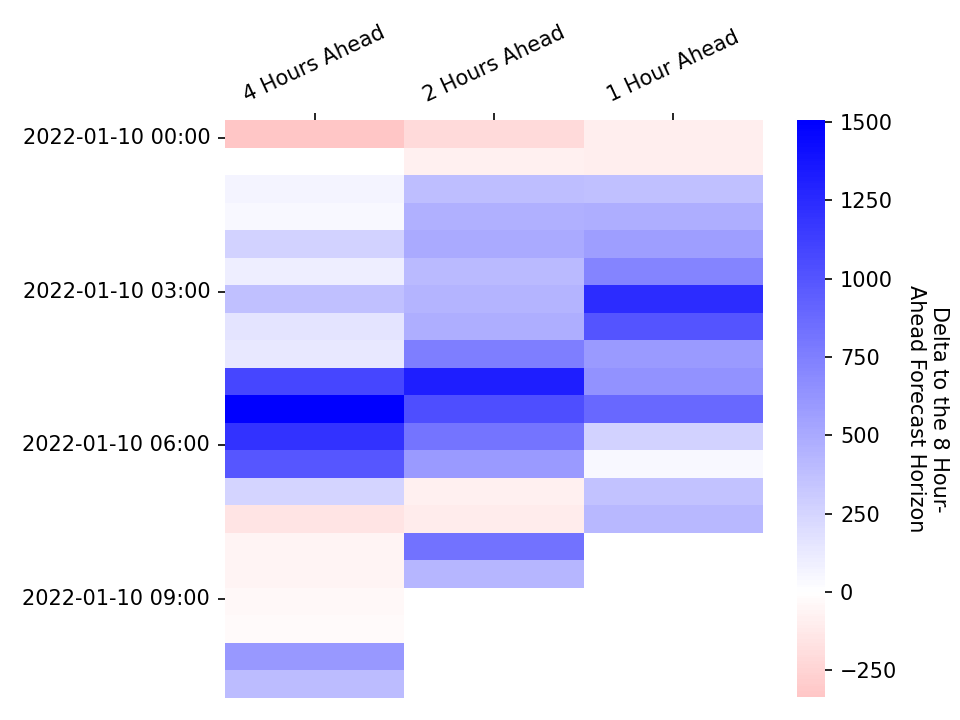 4 Hours Ahead
2 Hours Ahead
1 Hour Ahead
2022-01-10 00:00
2022-01-10 03:00
2022-01-10 06:00
2022-01-10 09:00
1500
1250
1000
750
500
250
0
−250
Delta to the 8 Hour-
Ahead Forecast Horizon